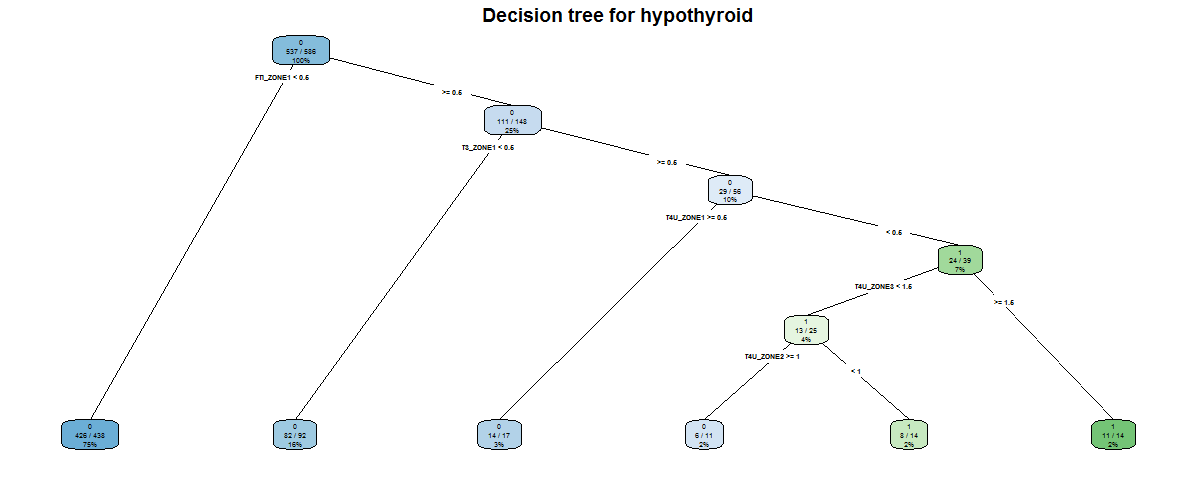 Decision tree for hypothyroid
0
537 / 586
100%
FTI_ZONE1 < 0.5
>= 0.5
0
111 / 148
25%
T3_ZONE1 < 0.5
>= 0.5
0
29 / 56
10%
T4U_ZONE1 >= 0.5
< 0.5
1
24 / 39
7%
T4U_ZONE3 < 1.5
>= 1.5
1
13 / 25
4%
T4U_ZONE2 >= 1
< 1
0
426 / 438
75%
0
82 / 92
16%
0
14 / 17
3%
0
6 / 11
2%
1
8 / 14
2%
1
11 / 14
2%